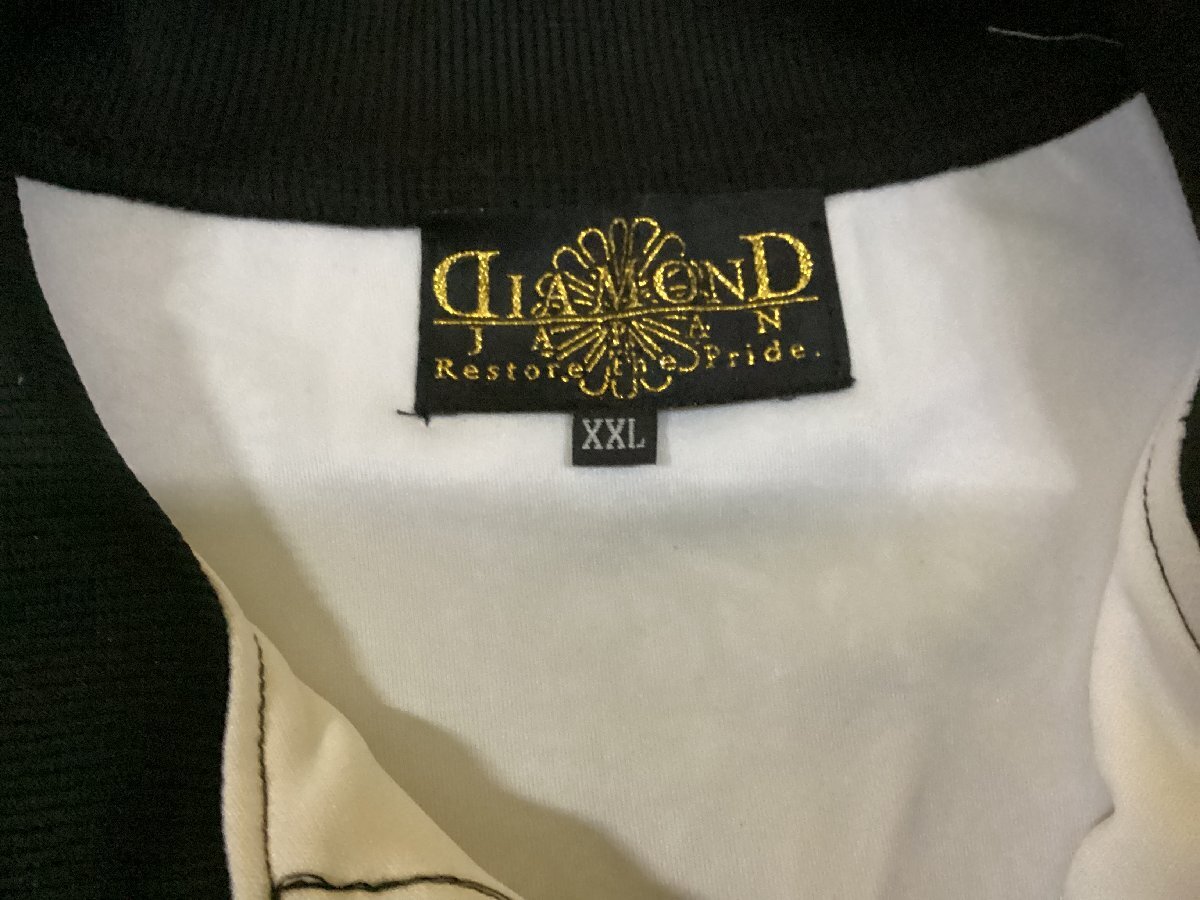 DIAMOND
JAPAN
Restore the Pride.
XXL